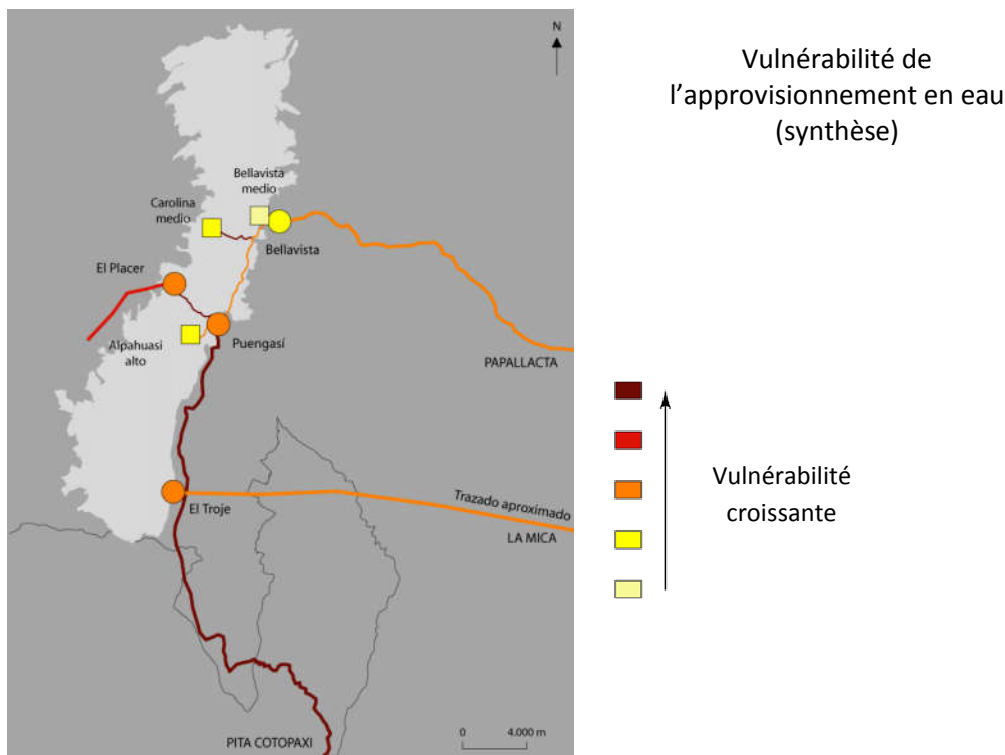 N
Vulnérabilité de
l’approvisionnement en eau
(synthèse)
Bellavista
medio
Carolina
medio
Bellavista
El Placer
Alpahuasi
alto
Puengasí
PAPALLACTA
Vulnérabilité
croissante
El Troje
Trazado aproximado
LA MICA
PITA COTOPAXI
0 4.000 m